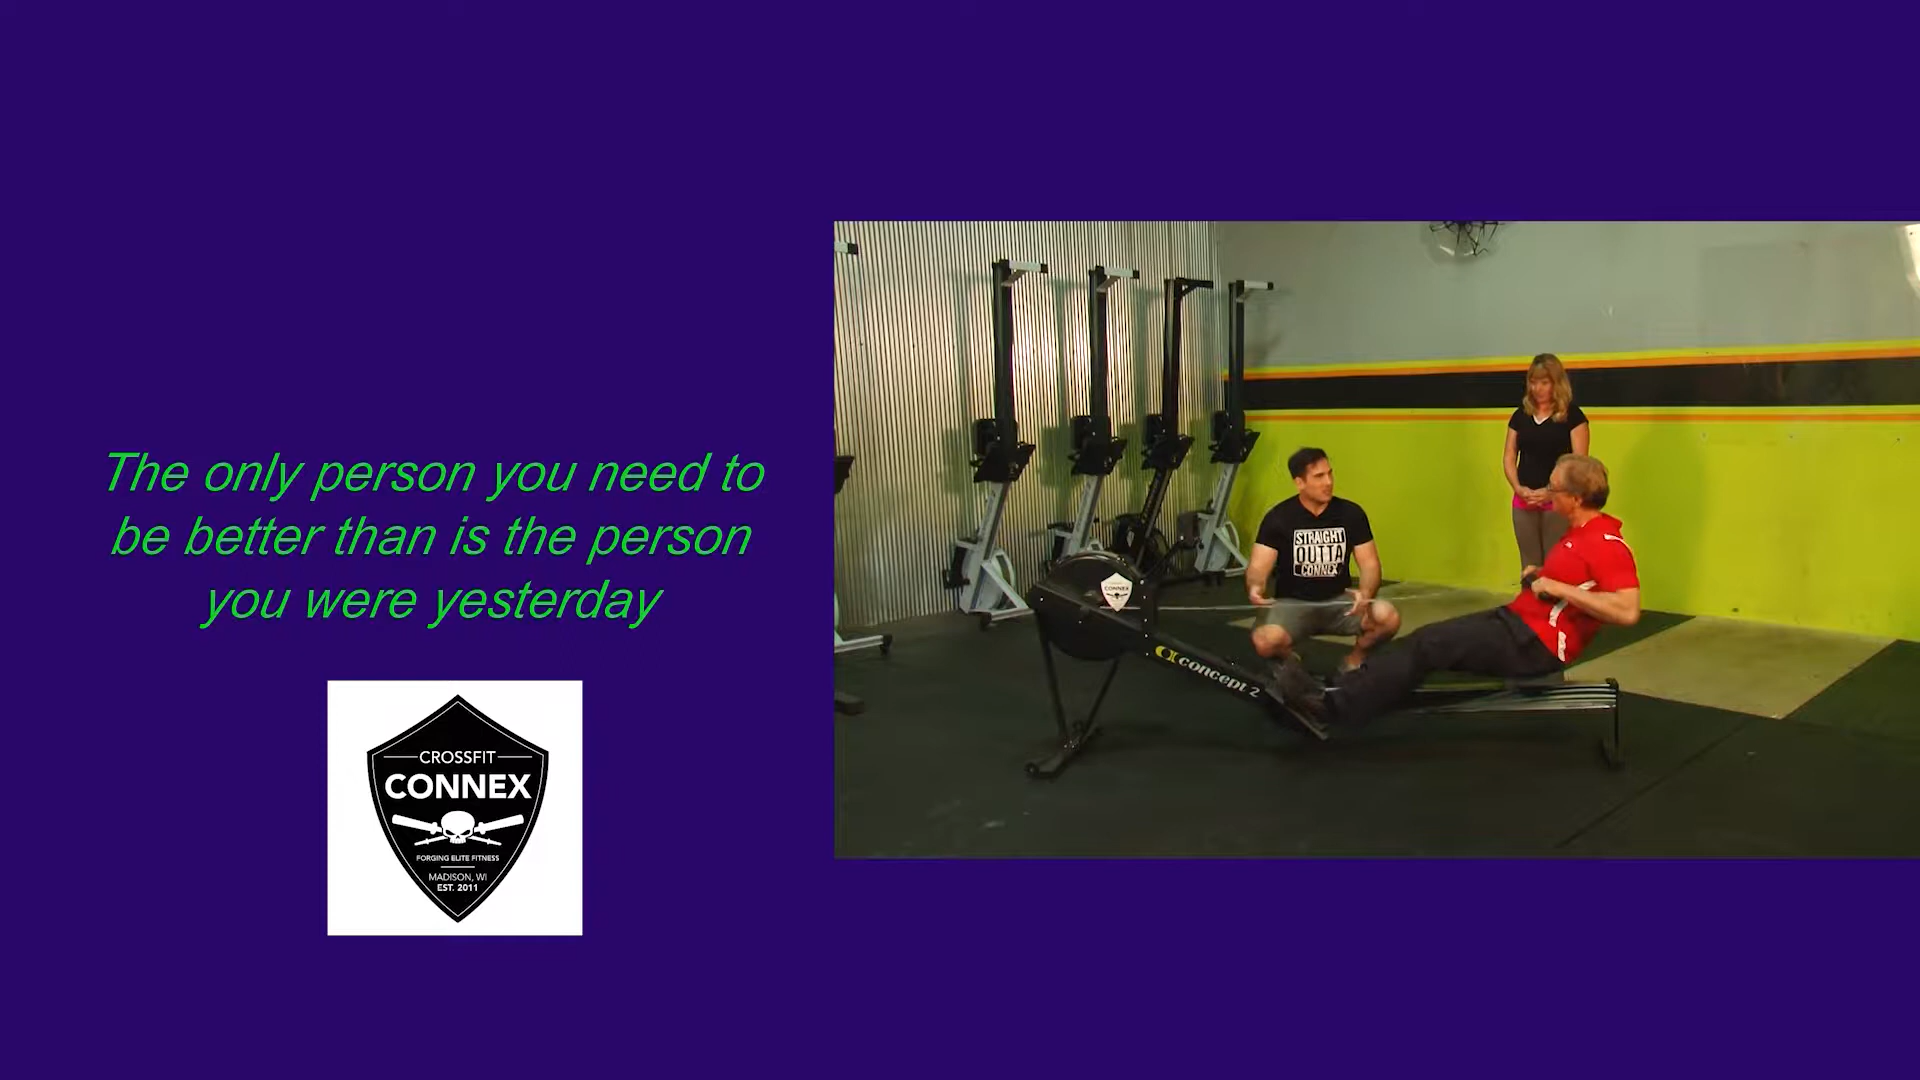 The only person you need to
be better than is the person
you were yesterday
CROSSFIT
CONNEX
FORGING ELITE FITNESS
MADISON, WI
EST. 2011
STRAIGHT
OUTTA
CONNEX
CONNEX
concept 2